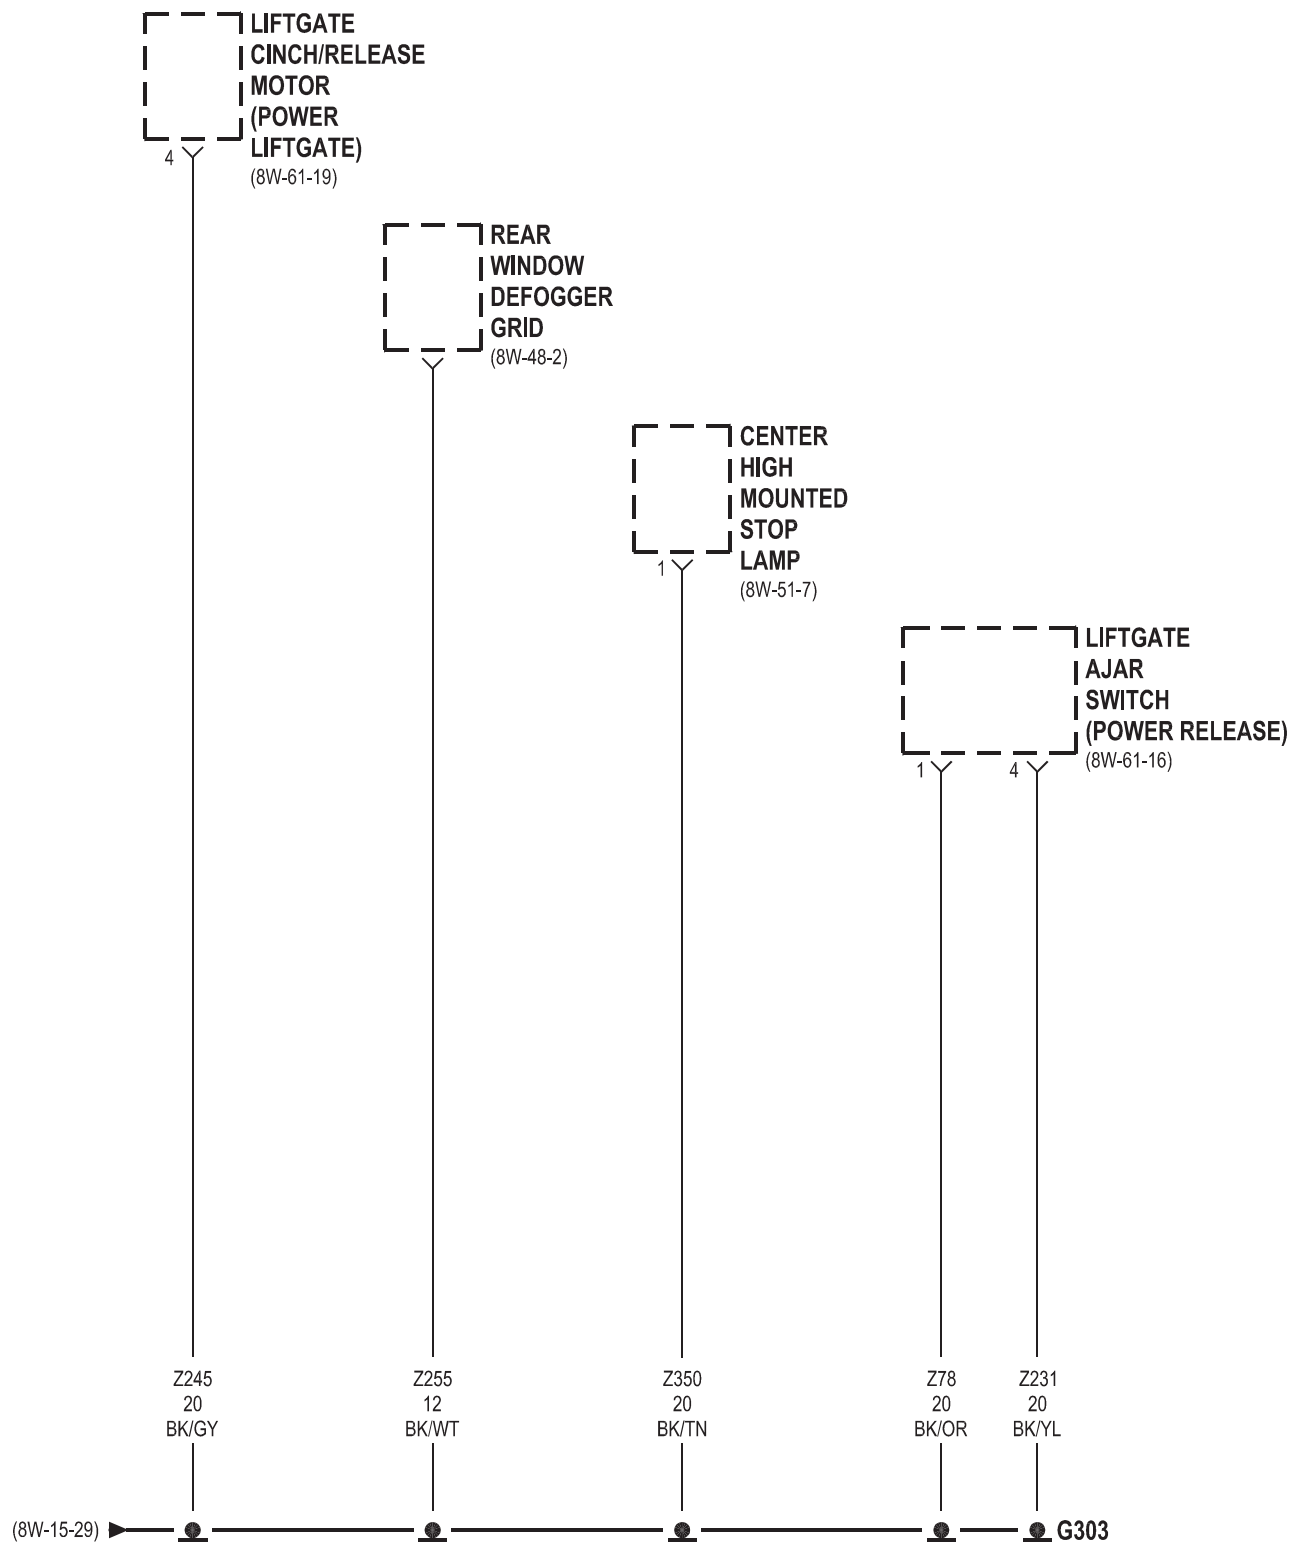 LIFTGATE
CINCH/RELEASE
MOTOR
(POWER
LIFTGATE)
(8W-61-19)
4
REAR
WINDOW
DEFOGGER
GRID
(8W-48-2)
CENTER
HIGH
MOUNTED
STOP
LAMP
(8W-51-7)
1
LIFTGATE
AJAR
SWITCH
(POWER RELEASE)
(8W-61-16)
1
4
Z245
20
BK/GY
Z255
12
BK/WT
Z350
20
BK/TN
Z78
20
BK/OR
Z231
20
BK/YL
(8W-15-29)
G303